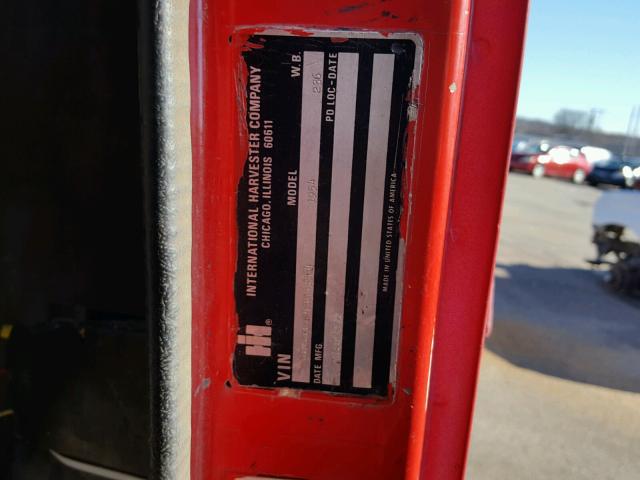 INTERNATIONAL HARVESTER COMPANY
CHICAGO, ILLINOIS 60611
IH ®
VIN MODEL W.B.
236
DATE MFG PD LOC-DATE
MADE IN UNITED STATES OF AMERICA